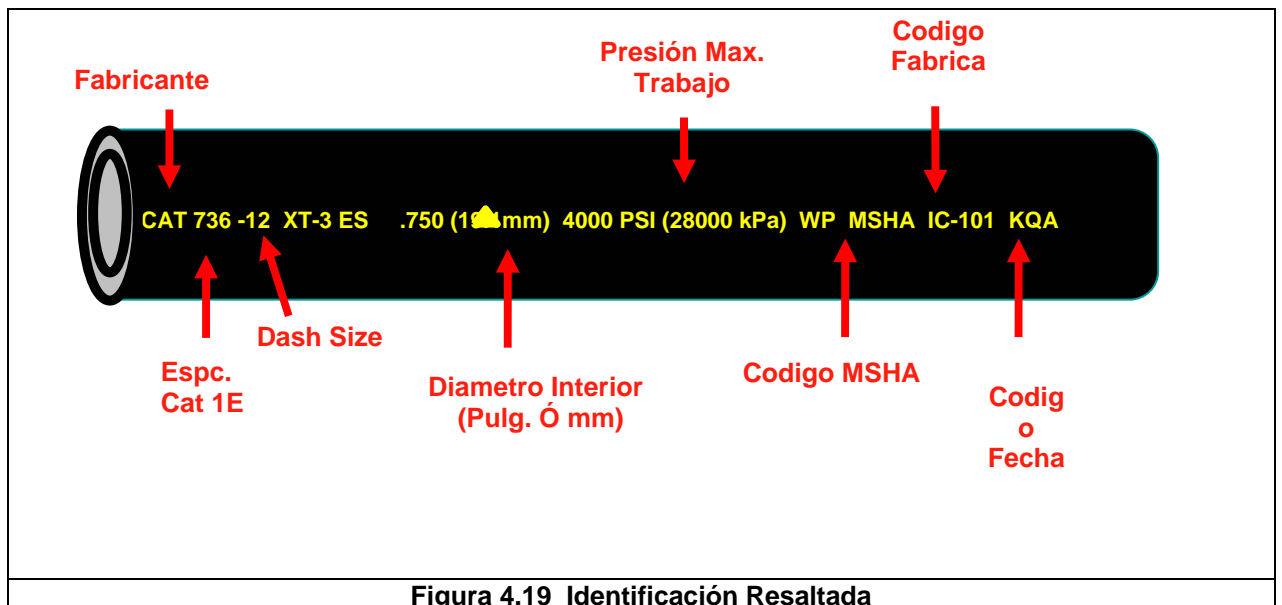 Codigo
Fabrica
Presión Max.
Trabajo
Fabricante
CAT 736 -12 XT-3 ES .750 ( mm) 4000 PSI (28000 kPa) WP MSHA IC-101 KQA
Dash Size
Espc.
Cat 1E
Diametro Interior
(Pulg. Ó mm)
Codigo MSHA
Codig
o
Fecha
Figura 4.19 Identificación Resaltada